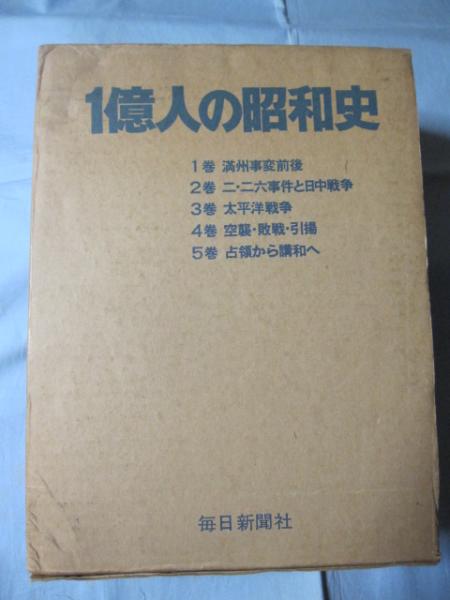 1億人の昭和史
1巻 満州事変前後
2巻 二・二六事件と日中戦争
3巻 太平洋戦争
4巻 空襲・敗戦・引揚
5巻 占領から講和へ
毎日新聞社